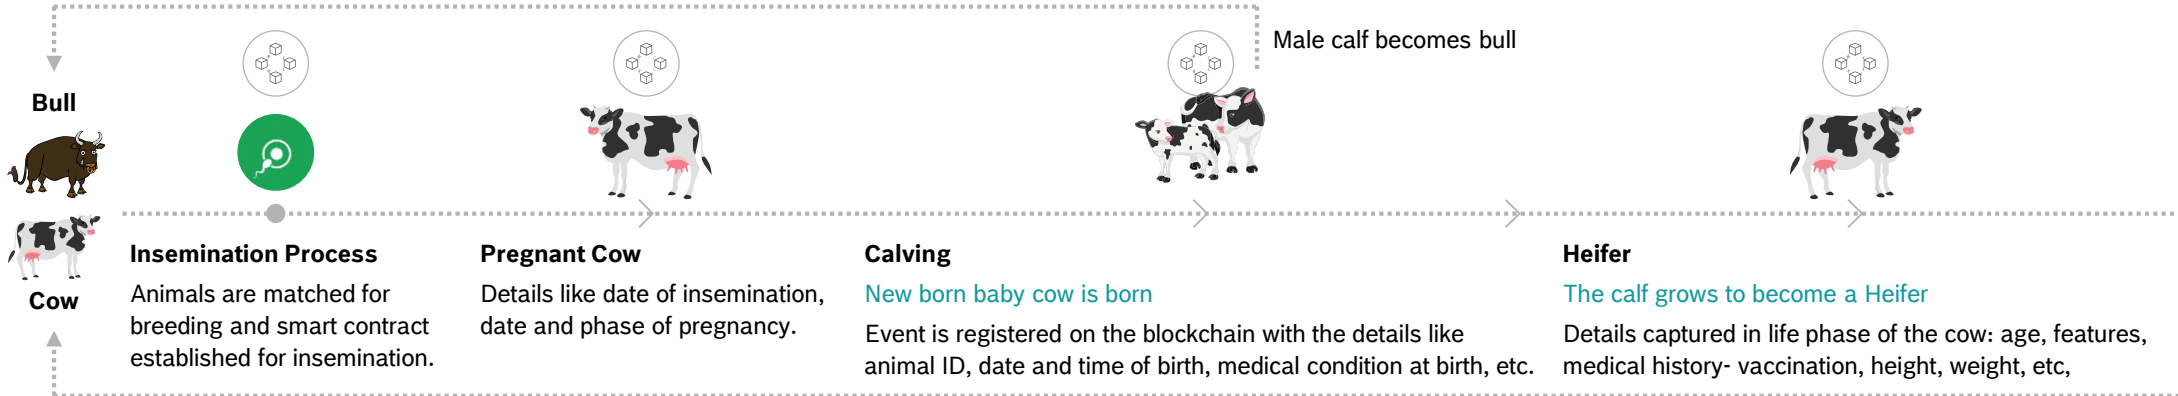 Male calf becomes bull
Bull
Cow
Insemination Process
Animals are matched for
breeding and smart contract
established for insemination.
Pregnant Cow
Details like date of insemination,
date and phase of pregnancy.
Calving
New born baby cow is born
Event is registered on the blockchain with the details like
animal ID, date and time of birth, medical condition at birth, etc.
Heifer
The calf grows to become a Heifer
Details captured in life phase of the cow: age, features,
medical history- vaccination, height, weight, etc,